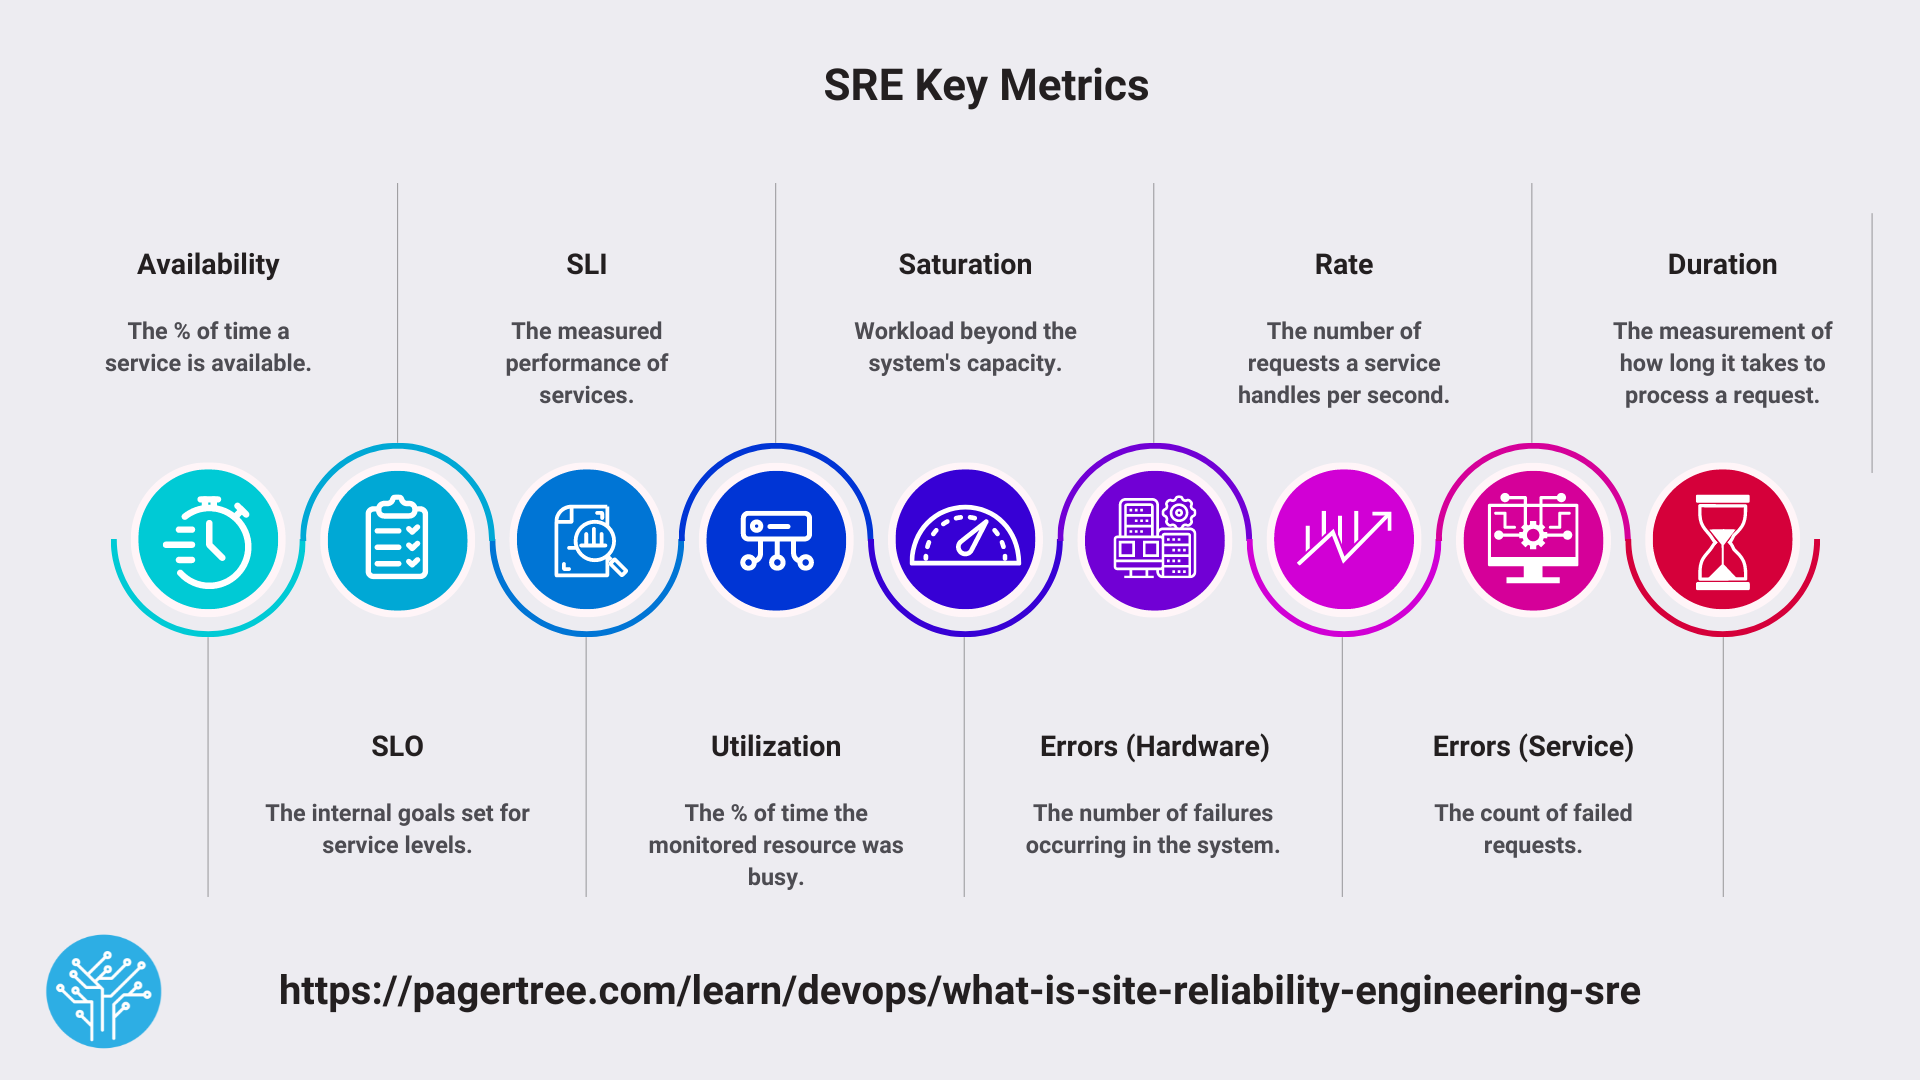 SRE Key Metrics
Availability
The % of time a
service is available.
SLI
The measured
performance of
services.
Saturation
Workload beyond the
system's capacity.
Rate
The number of
requests a service
handles per second.
Duration
The measurement of
how long it takes to
process a request.
SLO
The internal goals set for
service levels.
Utilization
The % of time the
monitored resource was
busy.
Errors (Hardware)
The number of failures
occurring in the system.
Errors (Service)
The count of failed
requests.
https://pagertree.com/learn/devops/what-is-site-reliability-engineering-sre